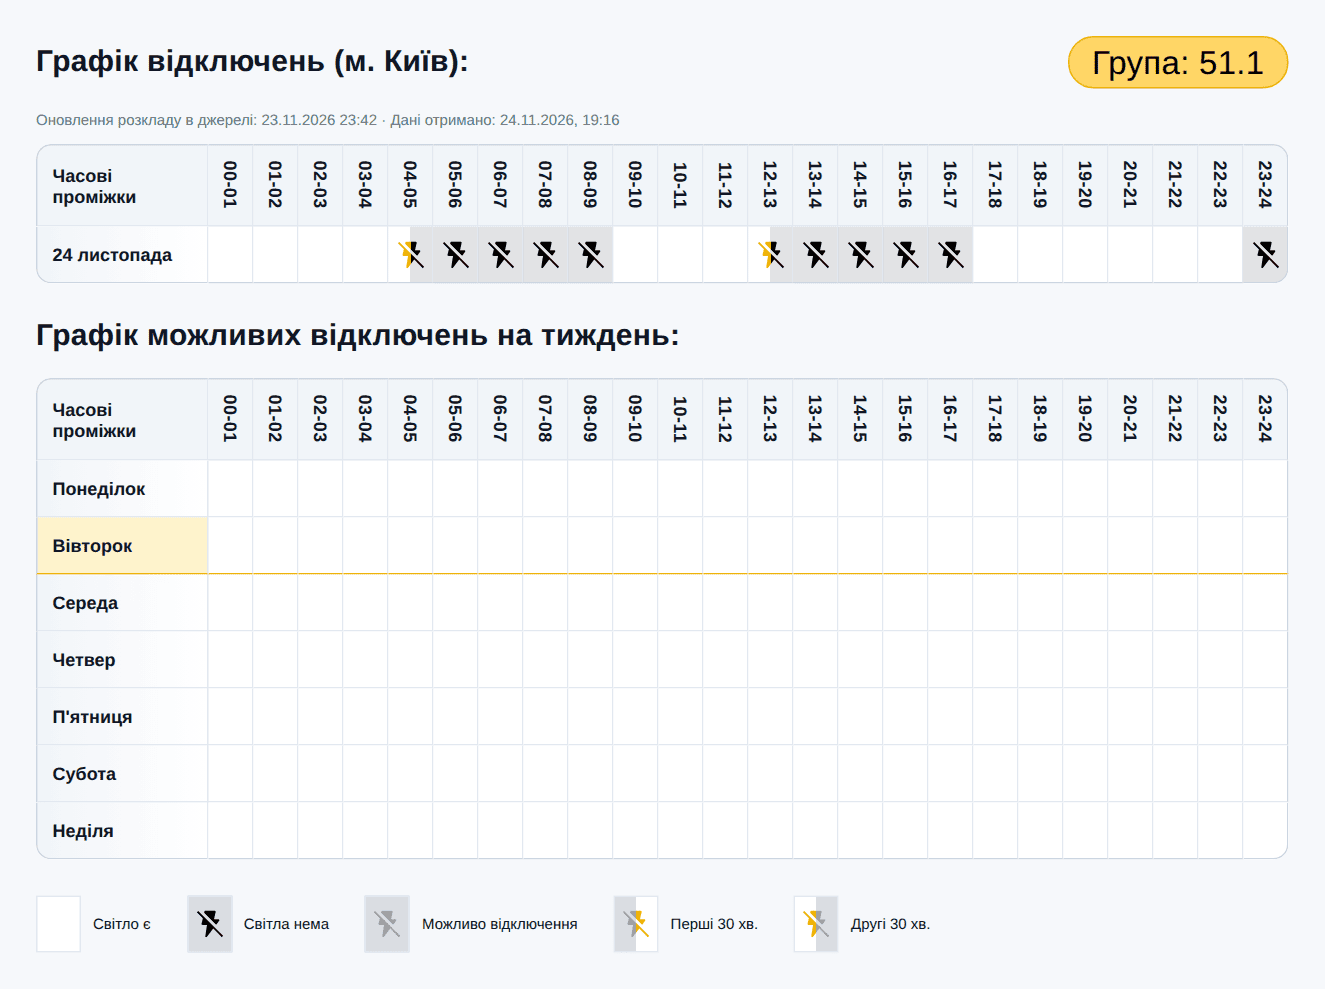 Графік відключень (м. Київ):
Група: 51.1
Оновлення розкладу в джерелі: 23.11.2026 23:42 · Дані отримано: 24.11.2026, 19:16
Часові
проміжки
00-01 01-02 02-03 03-04 04-05 05-06 06-07 07-08 08-09 09-10 10-11 11-12 12-13 13-14 14-15 15-16 16-17 17-18 18-19 19-20 20-21 21-22 22-23 23-24
24 листопада
Графік можливих відключень на тиждень:
Часові
проміжки
00-01 01-02 02-03 03-04 04-05 05-06 06-07 07-08 08-09 09-10 10-11 11-12 12-13 13-14 14-15 15-16 16-17 17-18 18-19 19-20 20-21 21-22 22-23 23-24
Понеділок
Вівторок
Середа
Четвер
П'ятниця
Субота
Неділя
Світло є Світла нема Можливо відключення Перші 30 хв. Другі 30 хв.